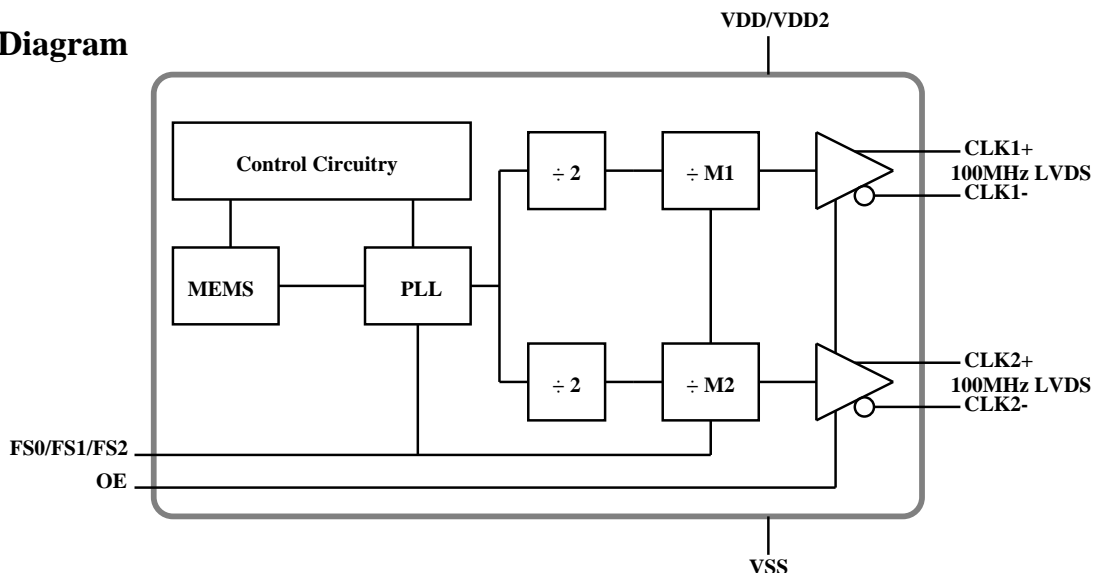 VDD/VDD2
Diagram
Control Circuitry
÷ 2
÷ M1
CLK1+
100MHz LVDS
CLK1-
MEMS
PLL
÷ 2
÷ M2
CLK2+
100MHz LVDS
CLK2-
FS0/FS1/FS2
OE
VSS